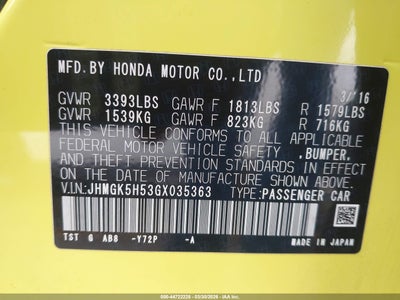 MFD.BY HONDA MOTOR CO.,LTD
3/16
GVWR 3393LBS GAWR F 1813LBS R 1579LBS
GVWR 1539KG GAWR F 823KG R 716KG
THIS VEHICLE CONFORMS TO ALL APPLICABLE
FEDERAL MOTOR VEHICLE SAFETY ,BUMPER,
AND THEFT PREVENTION STANDARDS IN EFFECT
ON THE DATE OF MANUFACTURE SHOWN ABOVE.
V.I.N:JHMGK5H53GX035363 TYPE:PASSENGER CAR
TST G AB8 -Y72P -A
MADE IN JAPAN